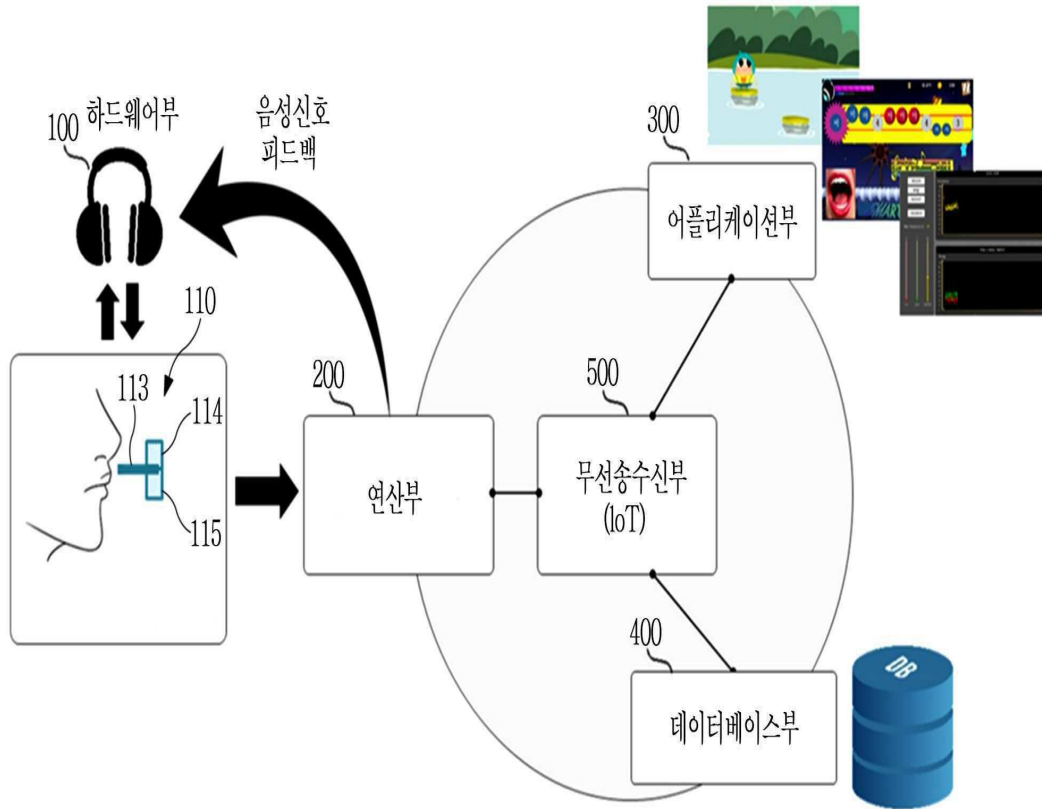 100
하드웨어부
음성신호
피드백
300
어플리케이션부
110
113
114
115
200
연산부
500
무선송수신부
(IoT)
400
데이터베이스부
DB